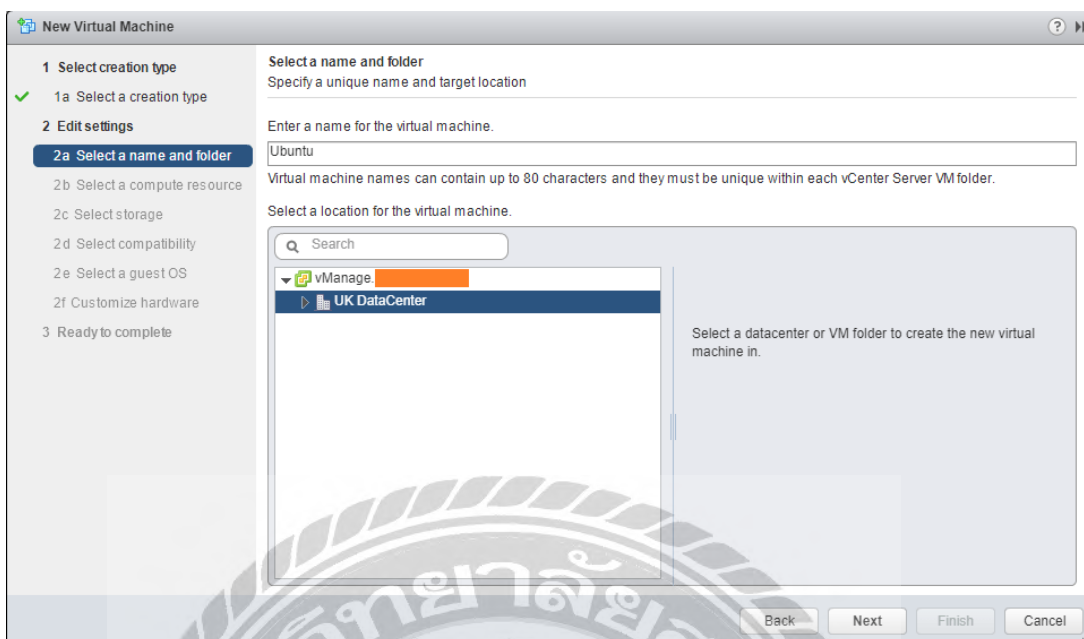 New Virtual Machine
?
1 Select creation type
1a Select a creation type
2 Edit settings
2a Select a name and folder
2b Select a compute resource
2c Select storage
2d Select compatibility
2e Select a guest OS
2f Customize hardware
3 Ready to complete
Select a name and folder
Specify a unique name and target location
Enter a name for the virtual machine.
Ubuntu
Virtual machine names can contain up to 80 characters and they must be unique within each vCenter Server VM folder.
Select a location for the virtual machine.
Search
vManage.
UK DataCenter
Select a datacenter or VM folder to create the new virtual
machine in.
Back Next Finish Cancel